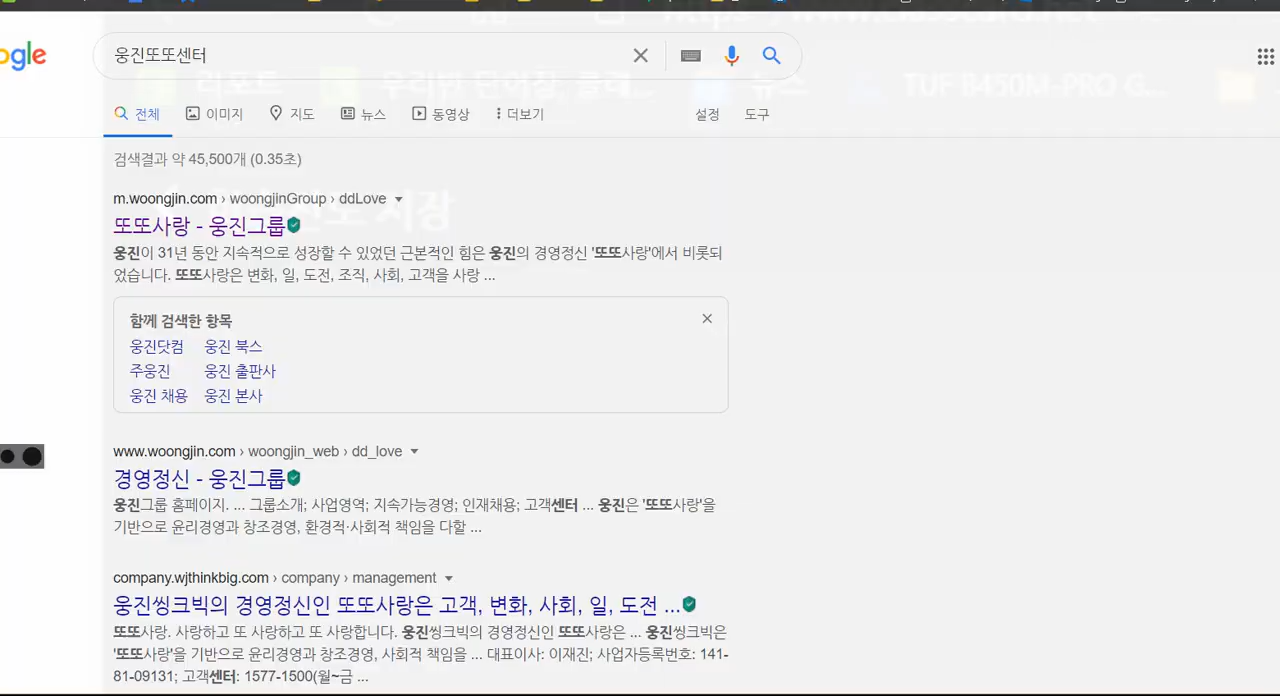 ogle
웅진또또센터
전체 이미지 지도 뉴스 동영상 더보기 설정 도구
검색결과 약 45,500개 (0.35초)
m.woongjin.com › woongjinGroup › ddLove
또또사랑 - 웅진그룹
웅진이 31년 동안 지속적으로 성장할 수 있었던 근본적인 힘은 웅진의 경영정신 '또또사랑'에서 비롯되
었습니다. 또또사랑은 변화, 일, 도전, 조직, 사회, 고객을 사랑 ...
함께 검색한 항목
웅진닷컴 웅진 북스
주웅진 웅진 출판사
웅진 채용 웅진 본사
www.woongjin.com › woongjin_web › dd_love
경영정신 - 웅진그룹
웅진그룹 홈페이지. ... 그룹소개; 사업영역; 지속가능경영; 인재채용; 고객센터 ... 웅진은 '또또사랑'을
기반으로 윤리경영과 창조경영, 환경적·사회적 책임을 다할 ...
company.wjthinkbig.com › company › management
웅진씽크빅의 경영정신인 또또사랑은 고객, 변화, 사회, 일, 도전 ...
또또사랑. 사랑하고 또 사랑하고 또 사랑합니다. 웅진씽크빅의 경영정신인 또또사랑은 ... 웅진씽크빅은
'또또사랑'을 기반으로 윤리경영과 창조경영, 사회적 책임을 ... 대표이사: 이재진; 사업자등록번호: 141-
81-09131; 고객센터: 1577-1500(월~금 ...